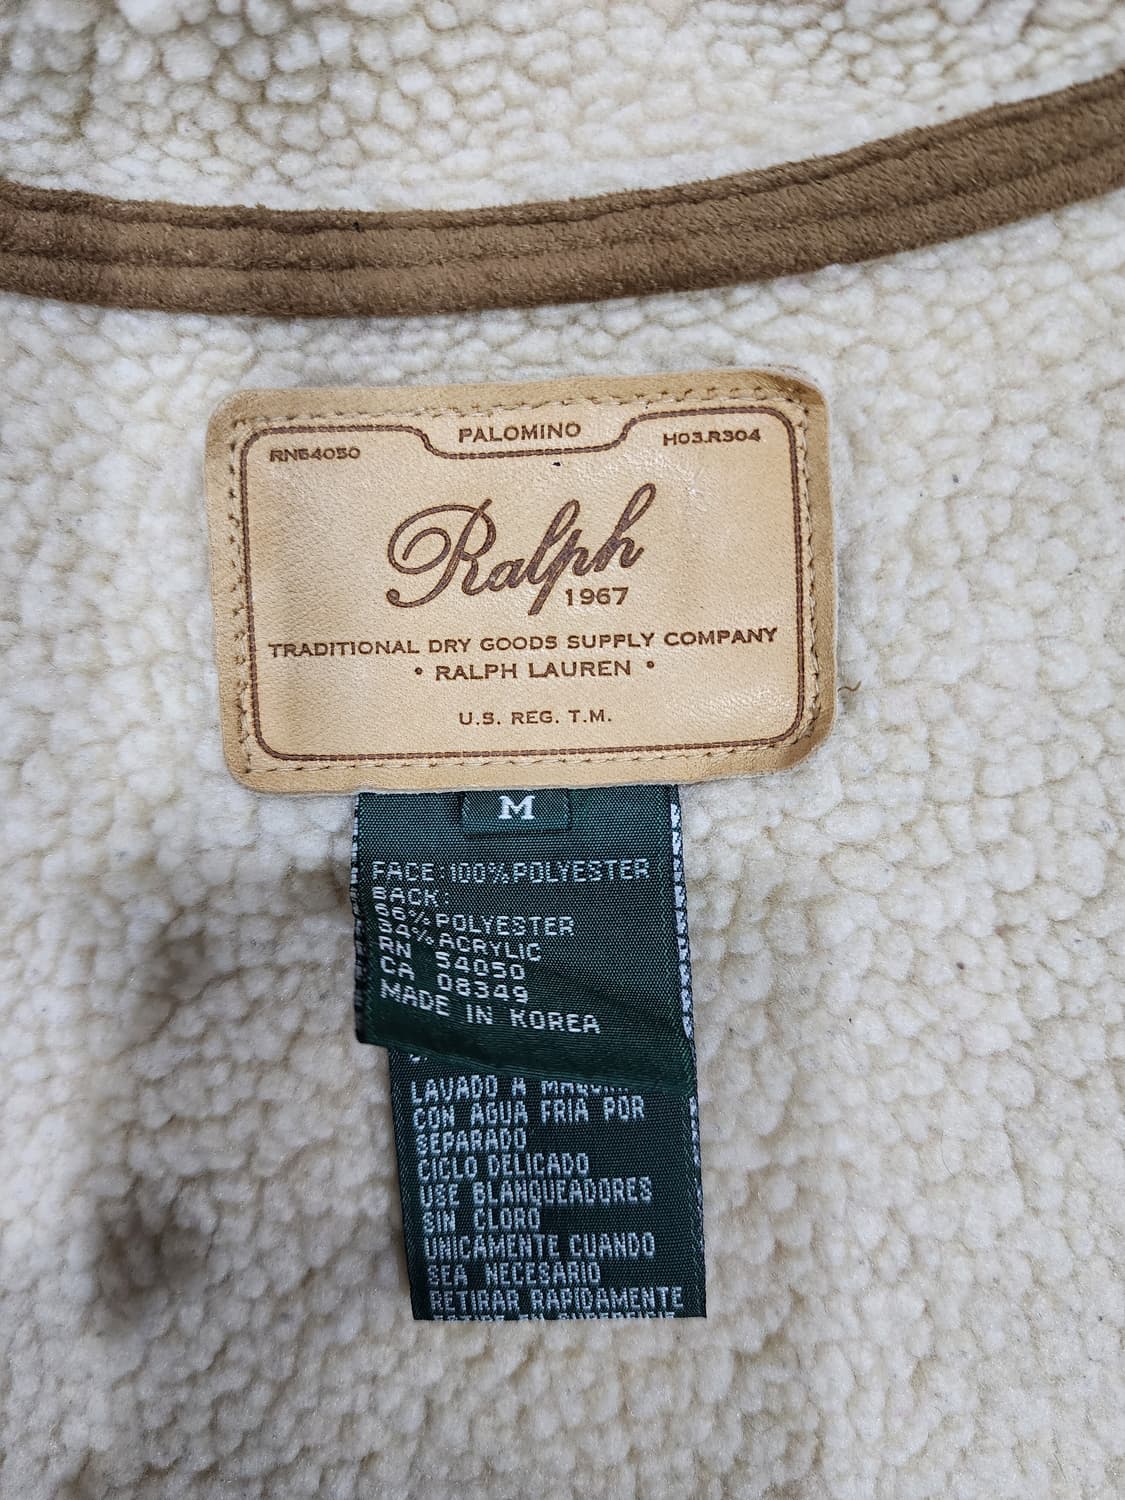 PALOMINO
RN54050 H03.R304
Ralph
1967
TRADITIONAL DRY GOODS SUPPLY COMPANY
• RALPH LAUREN •
U.S. REG. T.M.
M
FACE:100%POLYESTER
BACK:
66%POLYESTER
34%ACRYLIC
RN 54050
CA 08349
MADE IN KOREA
LAVADO A
CON AGUA FRIA POR
SEPARADO
CICLO DELICADO
USE BLANQUEADORES
SIN CLORO
UNICAMENTE CUANDO
SEA NECESARIO
RETIRAR RAPIDAMENTE